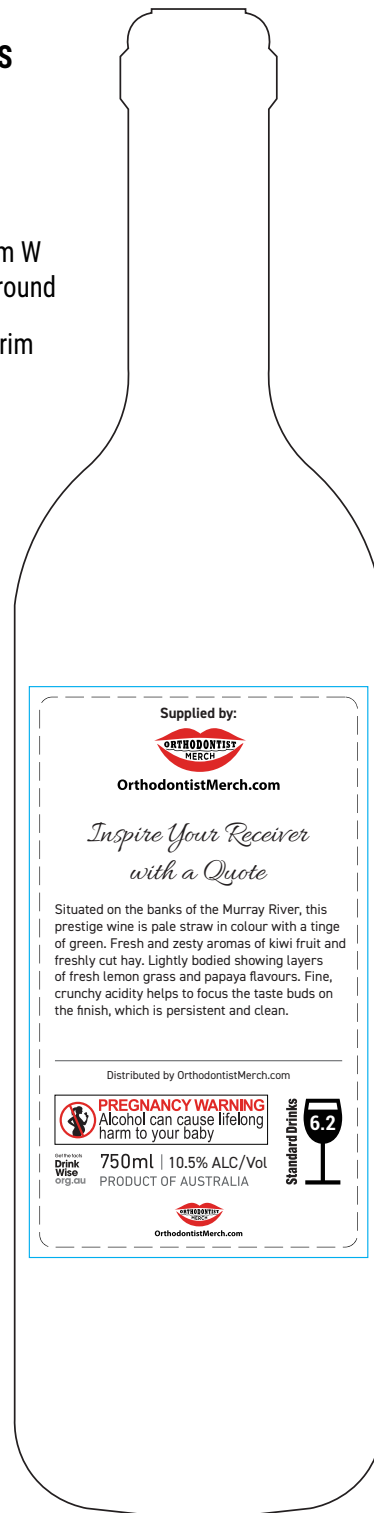 S
m W
round
rim
Supplied by:
ORTHODONTIST
MERCH
OrthodontistMerch.com
Inspire Your Receiver
with a Quote
Situated on the banks of the Murray River, this
prestige wine is pale straw in colour with a tinge
of green. Fresh and zesty aromas of kiwi fruit and
freshly cut hay. Lightly bodied showing layers
of fresh lemon grass and papaya flavours. Fine,
crunchy acidity helps to focus the taste buds on
the finish, which is persistent and clean.
Distributed by OrthodontistMerch.com
PREGNANCY WARNING
Alcohol can cause lifelong
harm to your baby
Standard Drinks
6.2
Get the facts
Drink
Wise
org.au
750ml | 10.5% ALC/Vol
PRODUCT OF AUSTRALIA
ORTHODONTIST
MERCH
OrthodontistMerch.com